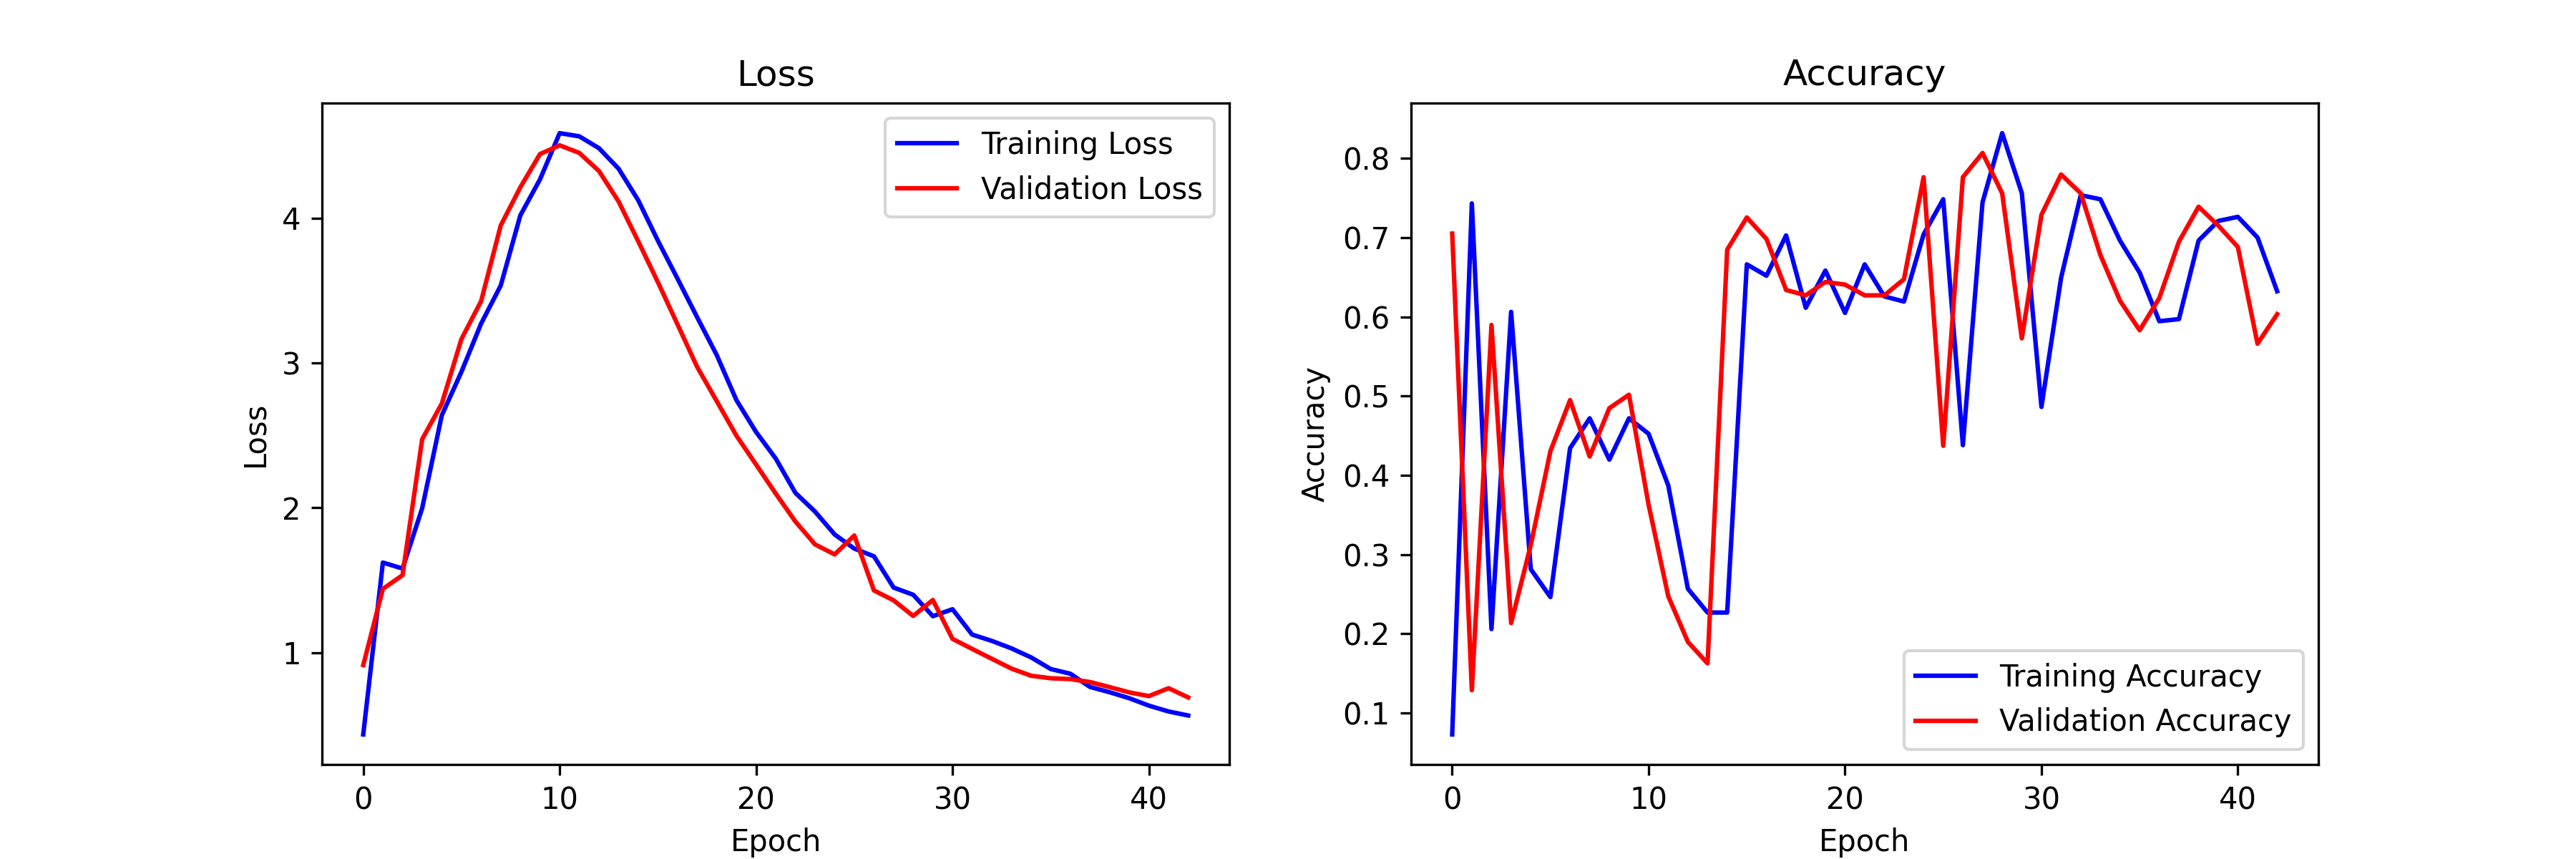 Loss
Training Loss
Validation Loss
4
3
2
1
Loss
0 10 20 30 40
Epoch
Accuracy
0.8
0.7
0.6
0.5
0.4
0.3
0.2
0.1
Accuracy
Training Accuracy
Validation Accuracy
0 10 20 30 40
Epoch